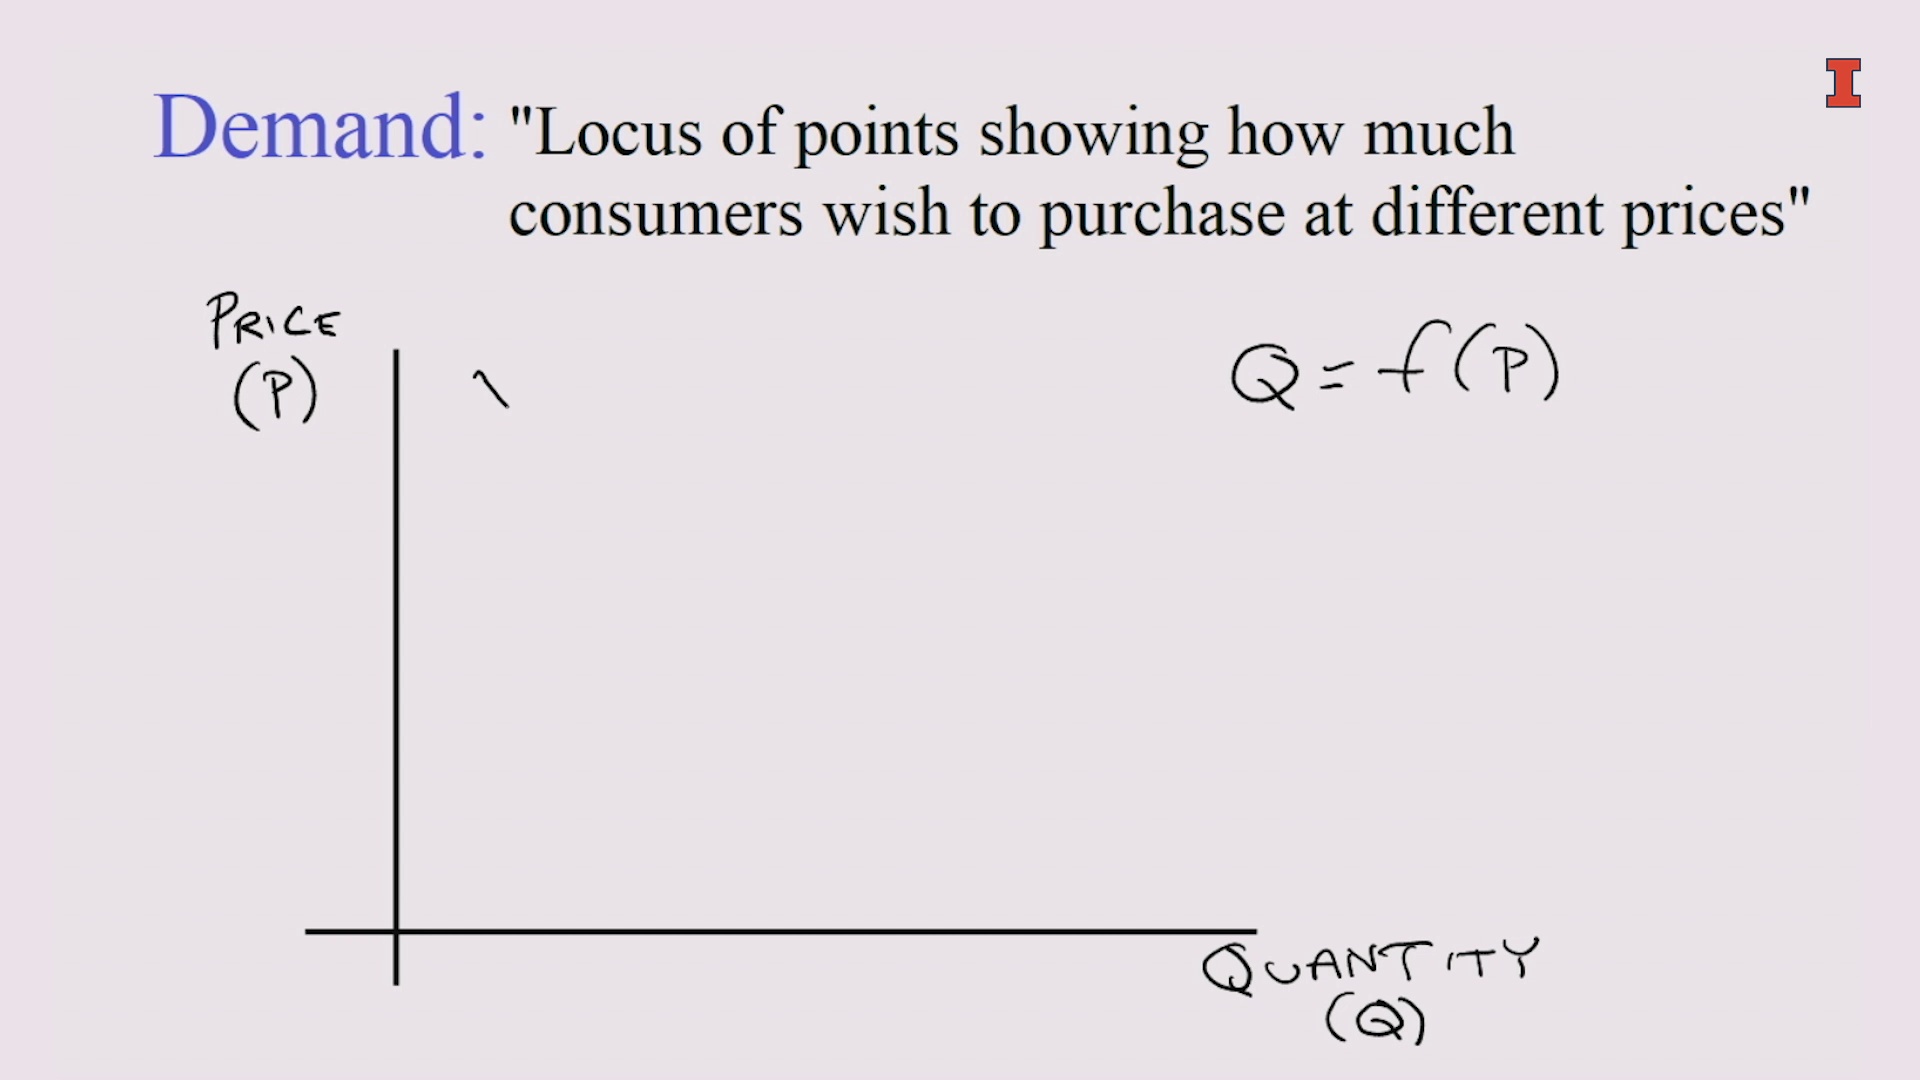 Demand: "Locus of points showing how much
consumers wish to purchase at different prices"
PRICE
(P)
Q = f(P)
QUANTITY
(Q)
I